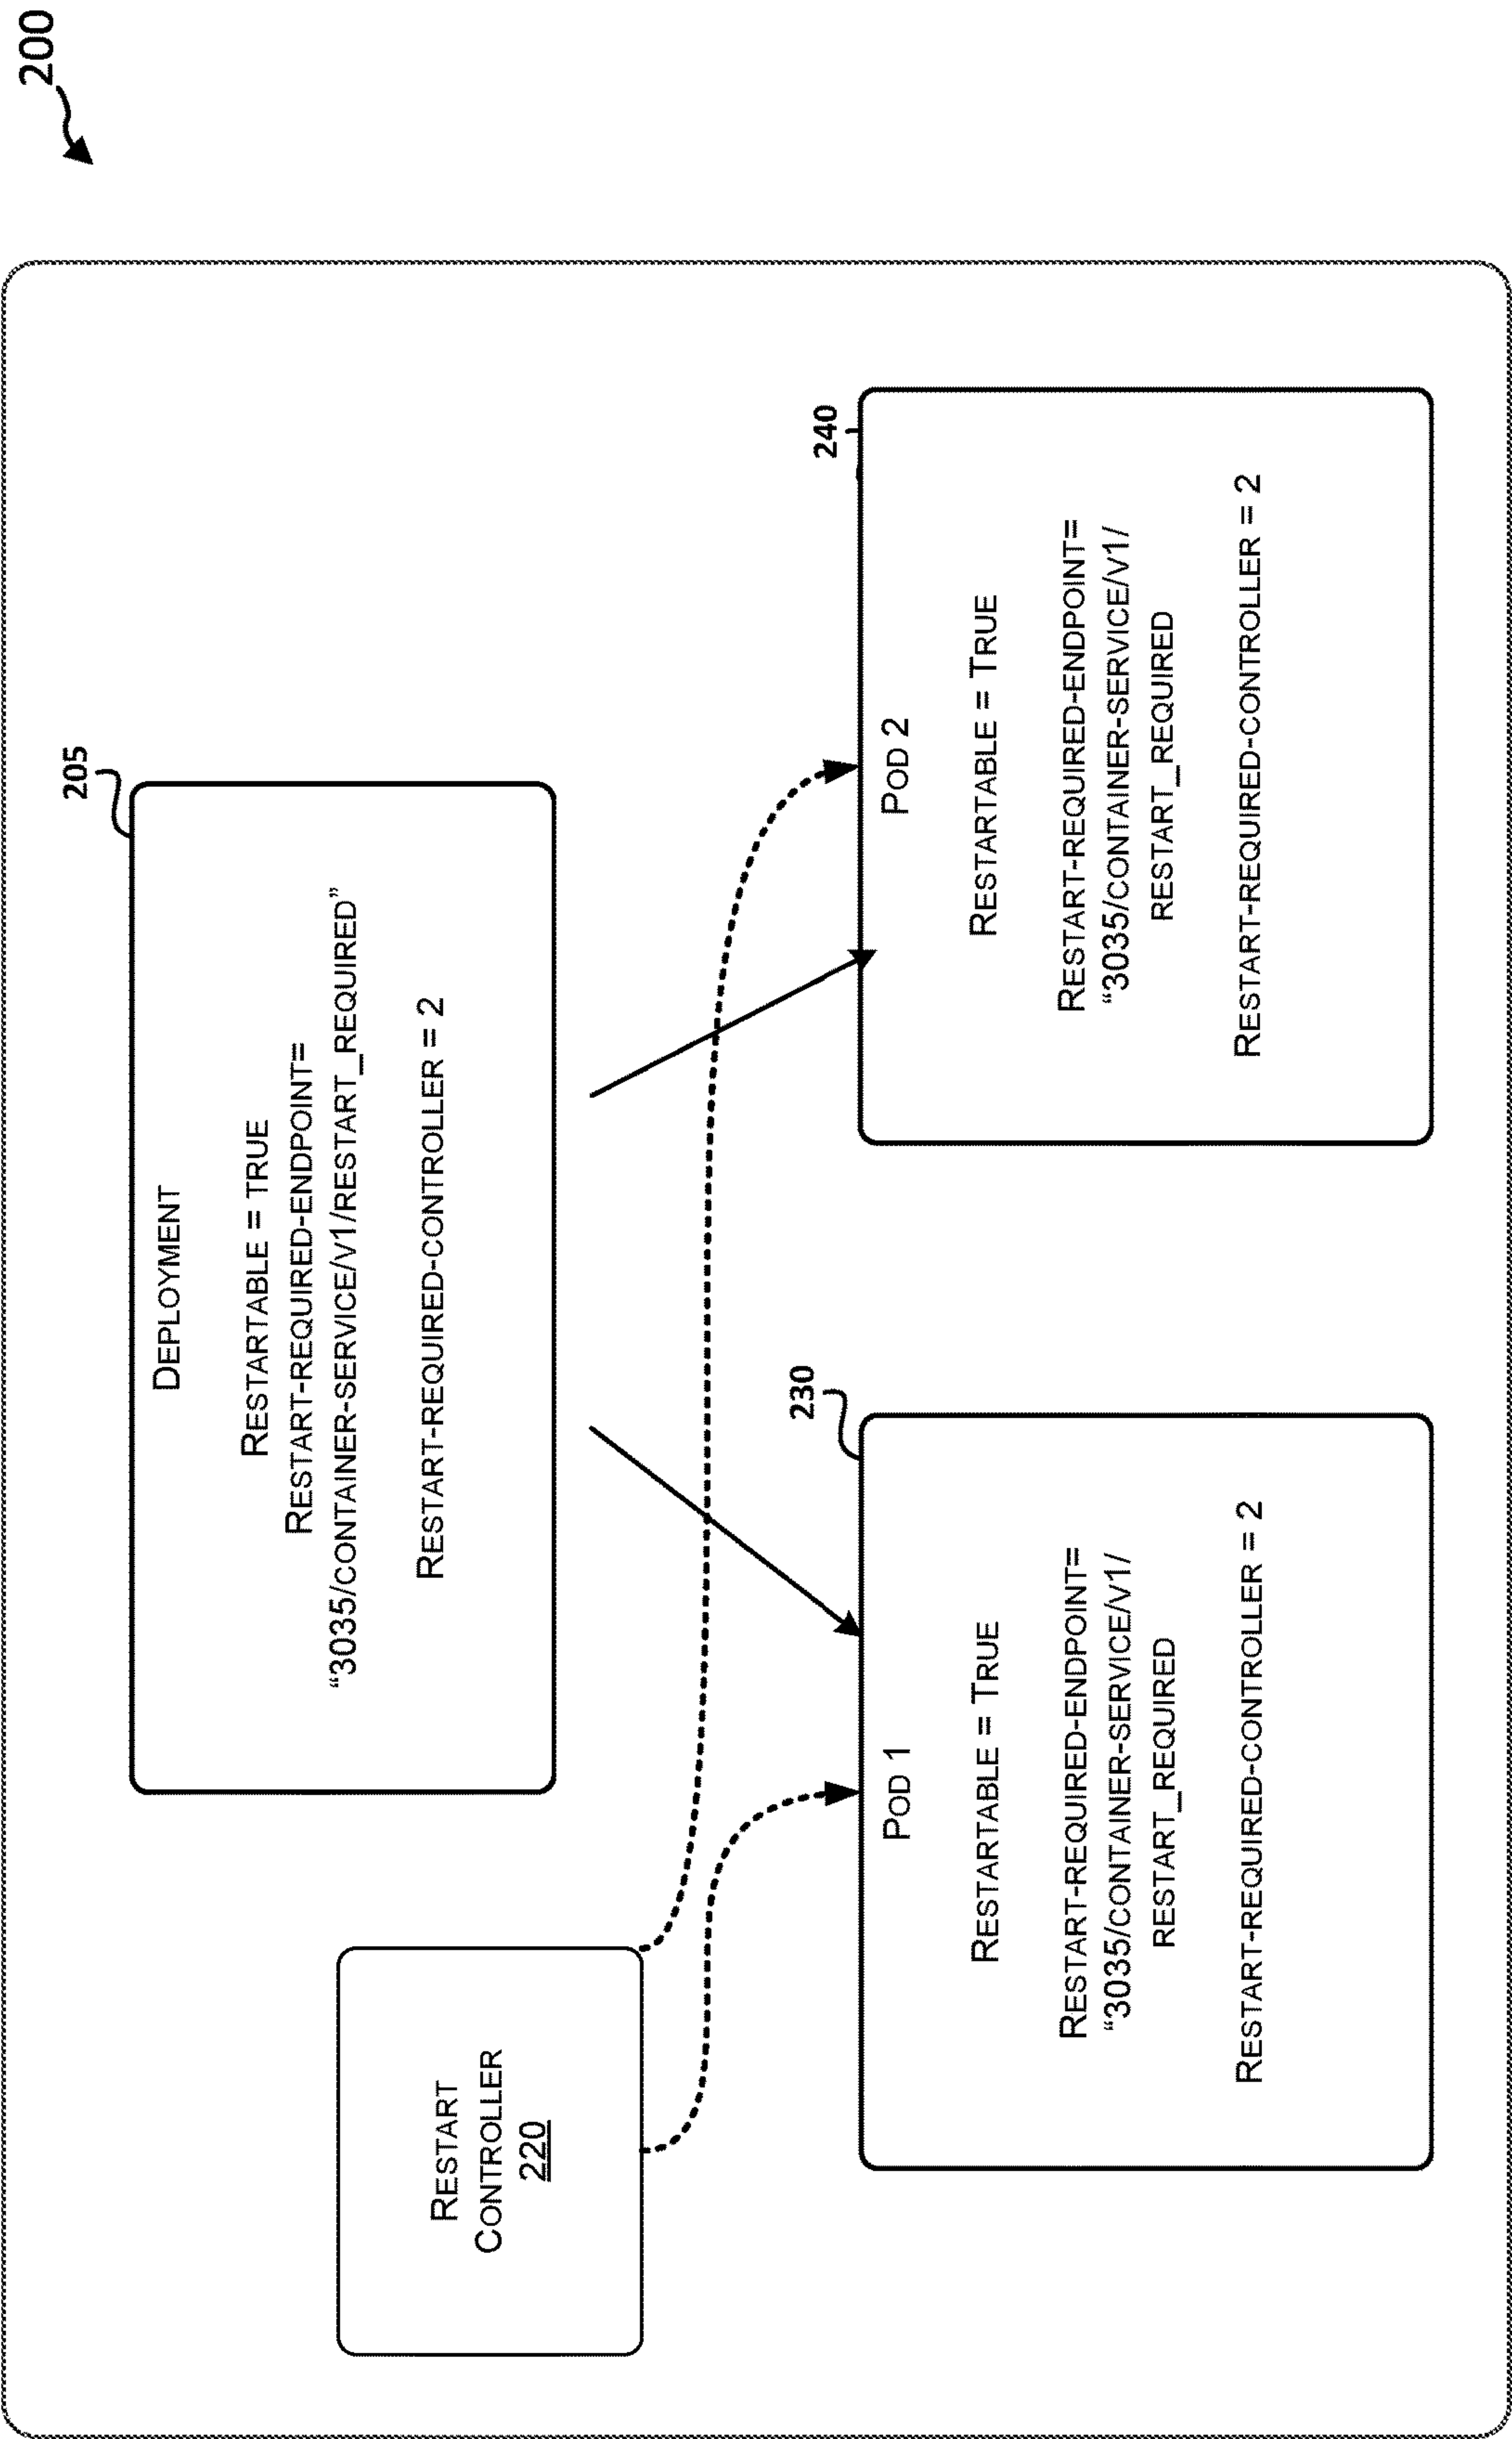 200
205
DEPLOYMENT
RESTARTABLE = TRUE
RESTART-REQUIRED-ENDPOINT=
“3035/CONTAINER-SERVICE/V1/RESTART_REQUIRED”
RESTART-REQUIRED-CONTROLLER = 2
RESTART
CONTROLLER
220
230
POD 1
RESTARTABLE = TRUE
RESTART-REQUIRED-ENDPOINT=
“3035/CONTAINER-SERVICE/V1/
RESTART_REQUIRED
RESTART-REQUIRED-CONTROLLER = 2
240
POD 2
RESTARTABLE = TRUE
RESTART-REQUIRED-ENDPOINT=
“3035/CONTAINER-SERVICE/V1/
RESTART_REQUIRED
RESTART-REQUIRED-CONTROLLER = 2